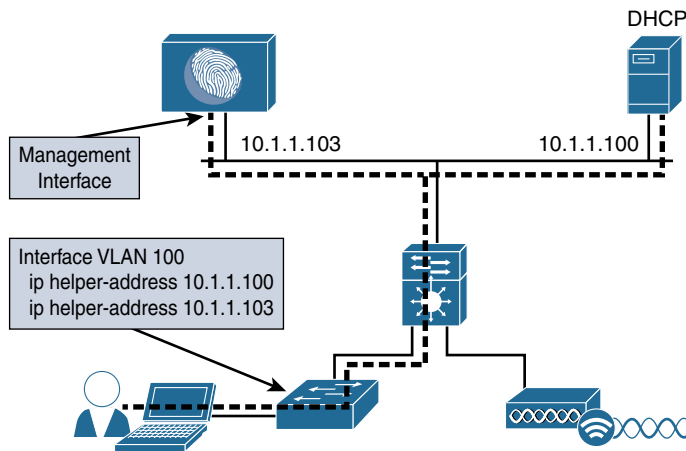 DHCP
10.1.1.103
10.1.1.100
Management
Interface
Interface VLAN 100
ip helper-address 10.1.1.100
ip helper-address 10.1.1.103